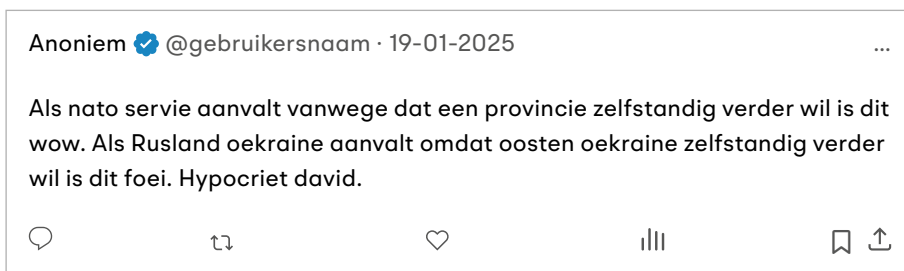 Anoniem @gebruikersnaam · 19-01-2025 ...
Als nato servie aanvalt vanwege dat een provincie zelfstandig verder wil is dit
wow. Als Rusland oekraine aanvalt omdat oosten oekraine zelfstandig verder
wil is dit foei. Hypocriet david.